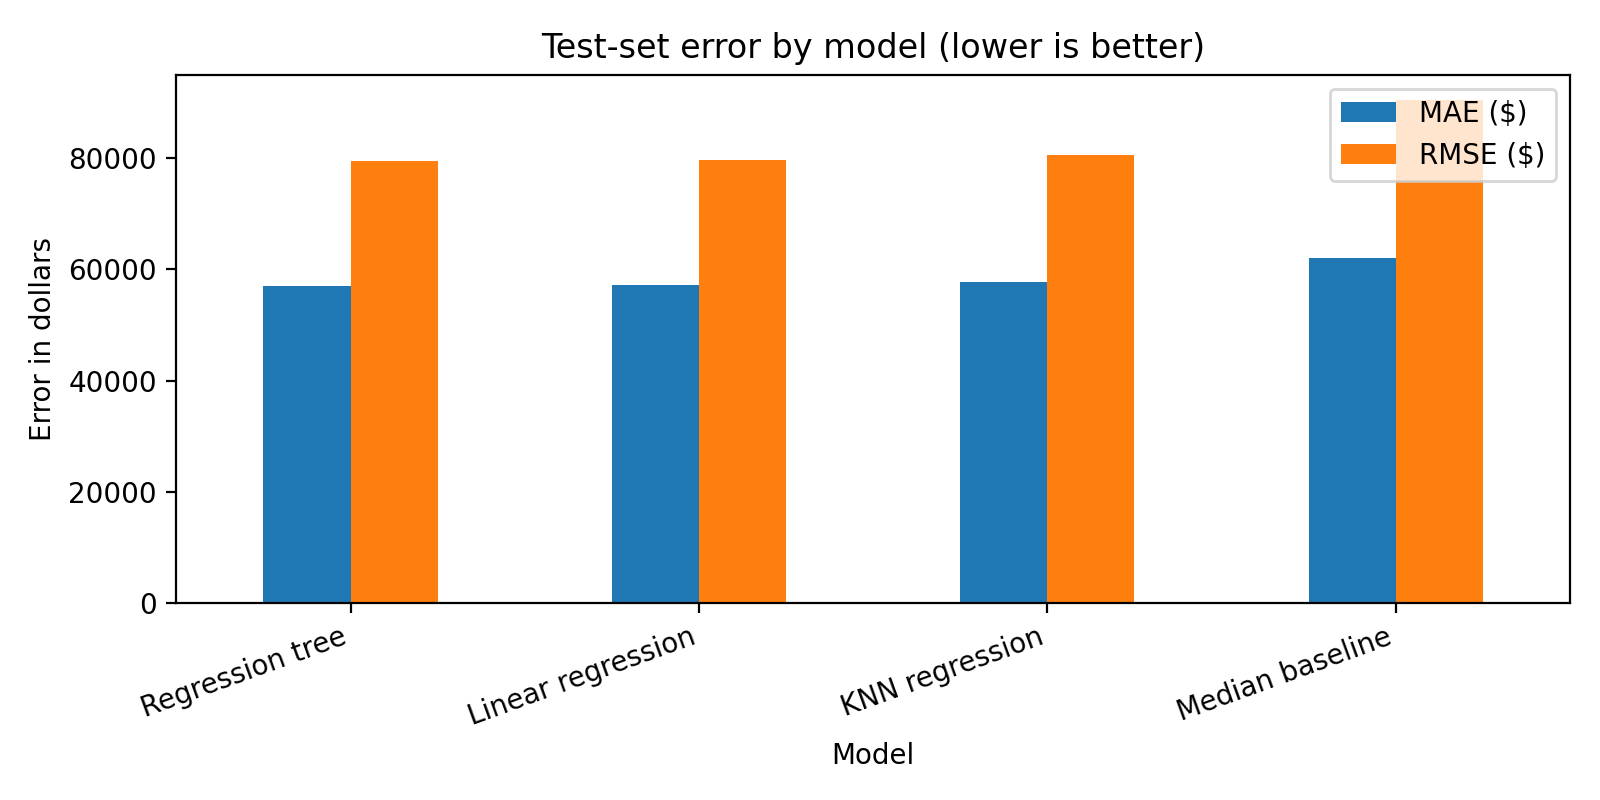 Test-set error by model (lower is better)
MAE ($)
RMSE ($)
Error in dollars
80000
60000
40000
20000
0
Regression tree
Linear regression
KNN regression
Median baseline
Model